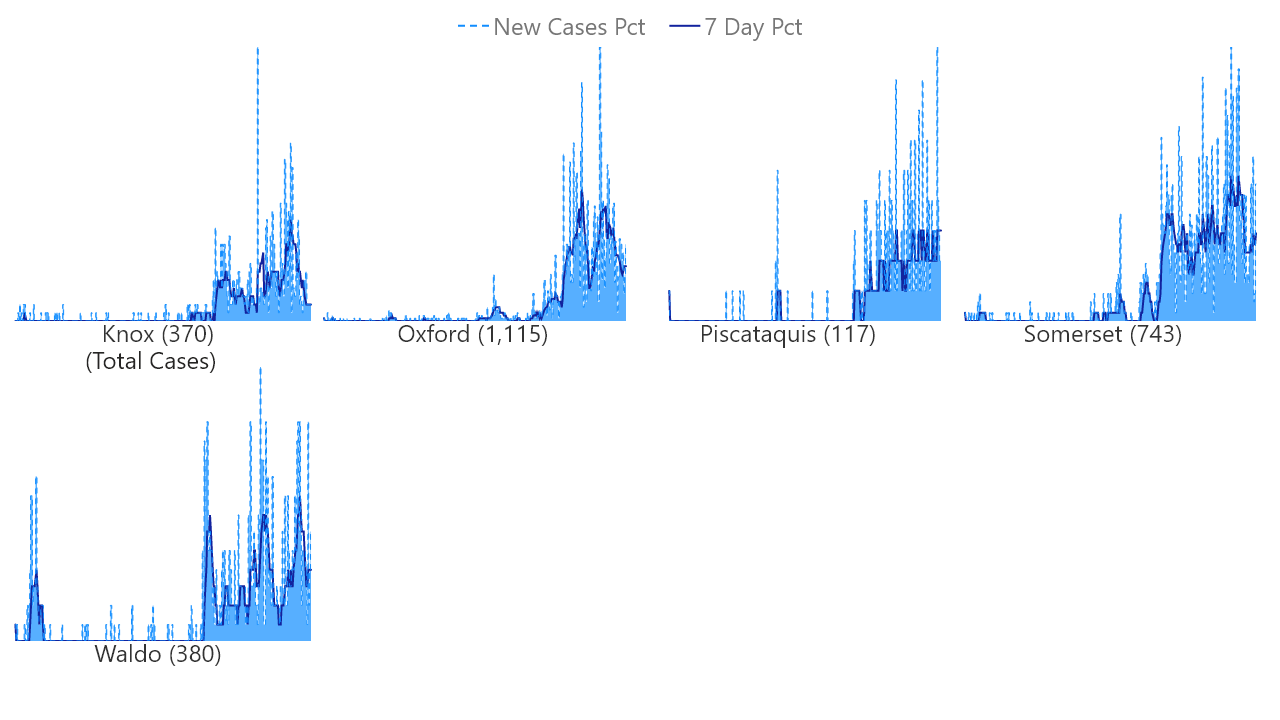 New Cases Pct 7 Day Pct
Knox (370)
(Total Cases)
Oxford (1,115)
Piscataquis (117)
Somerset (743)
Waldo (380)